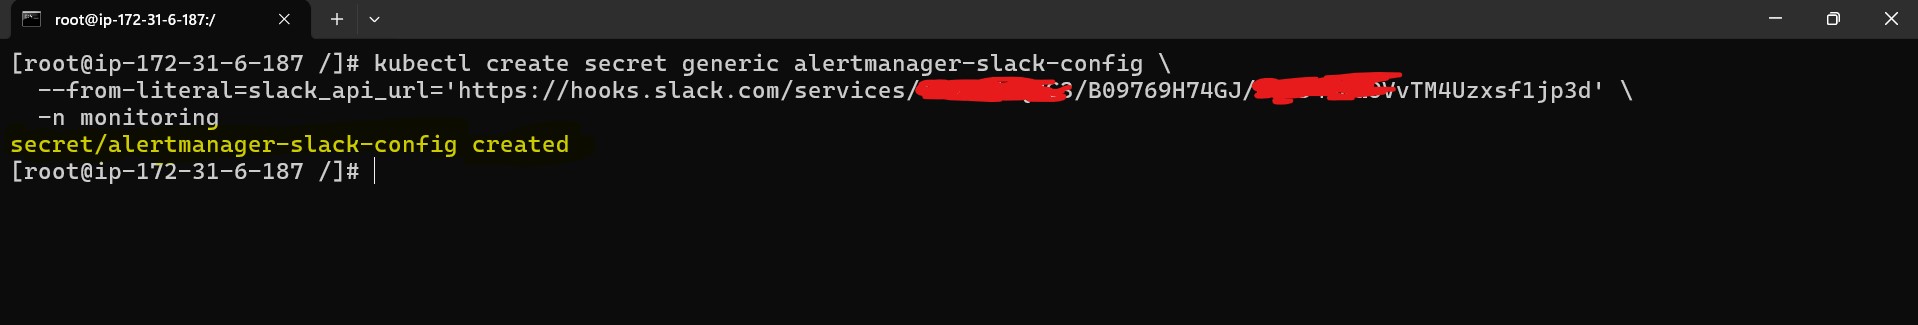 root@ip-172-31-6-187:/
[root@ip-172-31-6-187 /]# kubectl create secret generic alertmanager-slack-config \
--from-literal=slack_api_url='https://hooks.slack.com/services/ /B09769H74GJ/ vTM4Uzxsf1jp3d' \
-n monitoring
secret/alertmanager-slack-config created
[root@ip-172-31-6-187 /]#